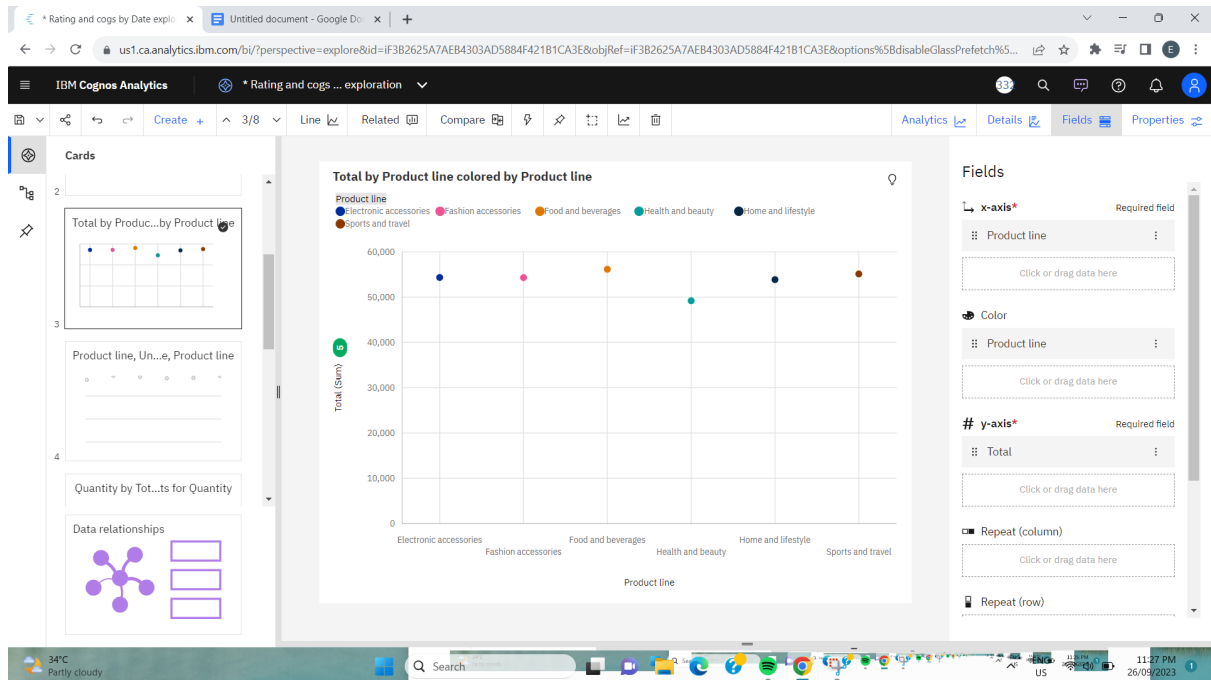 * Rating and cogs by Date explo
Untitled document - Google Do
us1.ca.analytics.ibm.com/bi/?perspective=explore&id=iF3B2625A7AEB4303AD5884F421B1CA3E&objRef=iF3B2625A7AEB4303AD5884F421B1CA3E&options%5BdisableGlassPrefetch%5...
E
IBM Cognos Analytics
* Rating and cogs ... exploration
332
Create +
3/8
Line
Related
Compare
Analytics
Details
Fields
Properties
Cards
2
Total by Produc...by Product line
3
Product line, Un...e, Product line
4
Quantity by Tot...ts for Quantity
Data relationships
Total by Product line colored by Product line
Product line
Electronic accessories Fashion accessories Food and beverages Health and beauty Home and lifestyle
Sports and travel
60,000
50,000
40,000
30,000
20,000
10,000
0
5
Total (Sum)
Electronic accessories
Fashion accessories
Food and beverages
Health and beauty
Home and lifestyle
Sports and travel
Product line
Fields
x-axis* Required field
Product line
Click or drag data here
Color
Product line
Click or drag data here
# y-axis* Required field
Total
Click or drag data here
Repeat (column)
Click or drag data here
Repeat (row)
34°C
Partly cloudy
Search
ENG
US
11:27 PM
26/09/2023
1